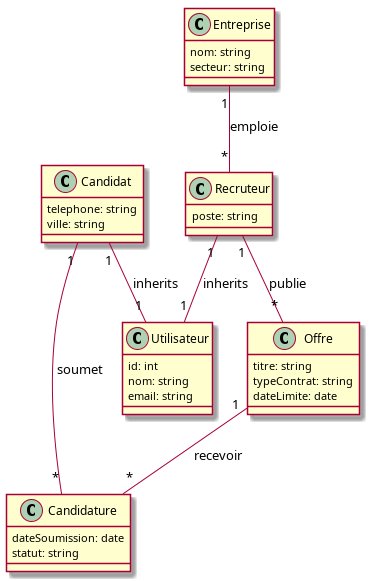 C Entreprise
nom: string
secteur: string
1
emploie
*
C Candidat
telephone: string
ville: string
C Recruteur
poste: string
1
1
1
1
inherits
inherits
publie
1
1
*
C Utilisateur
id: int
nom: string
email: string
C Offre
titre: string
typeContrat: string
dateLimite: date
soumet
1
recevoir
*
*
C Candidature
dateSoumission: date
statut: string